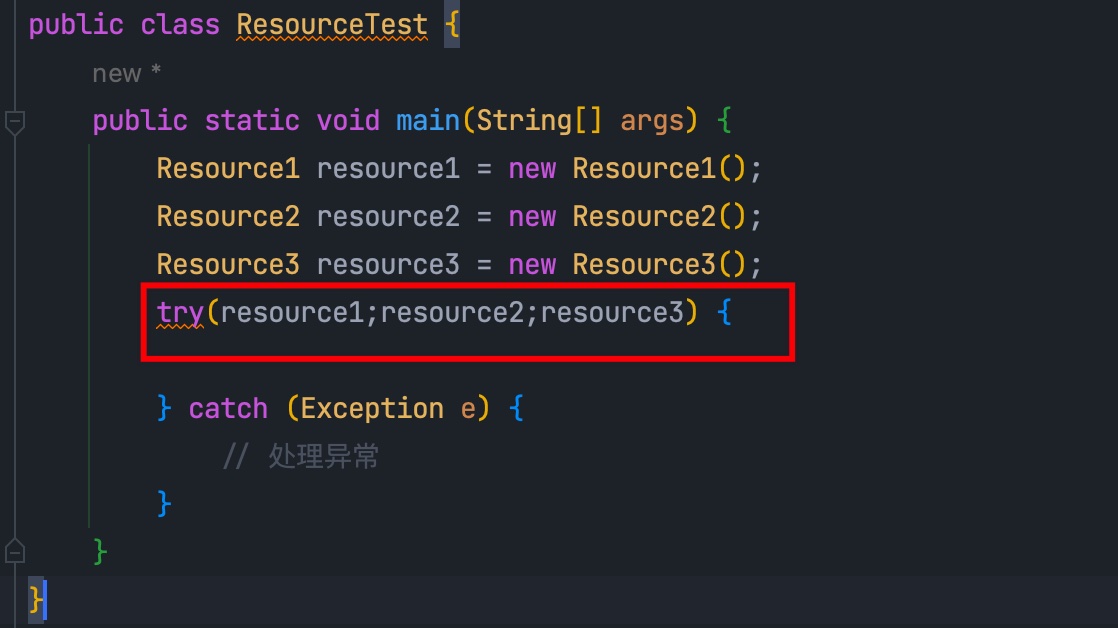 public class ResourceTest {
new *
public static void main(String[] args) {
Resource1 resource1 = new Resource1();
Resource2 resource2 = new Resource2();
Resource3 resource3 = new Resource3();
try(resource1;resource2;resource3) {
} catch (Exception e) {
// 处理异常
}
}
}